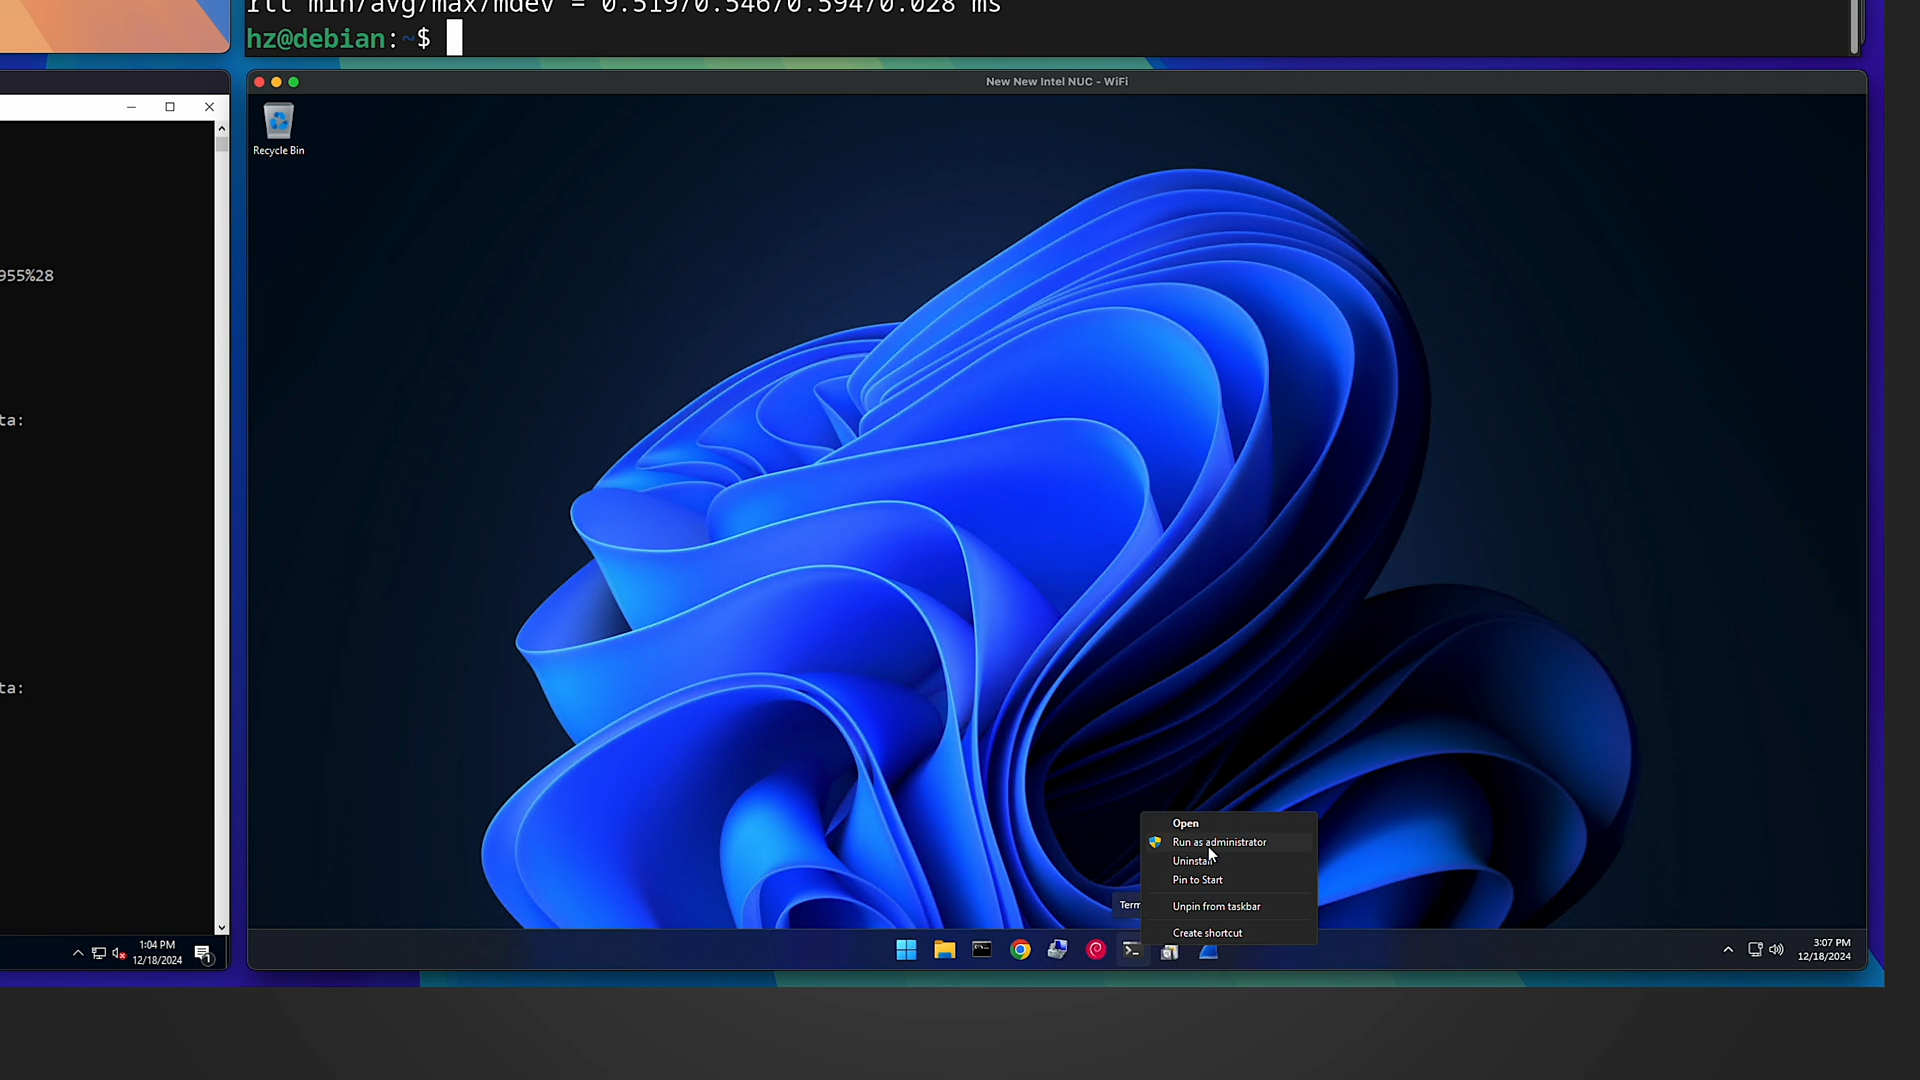 rtt min/avg/max/mdev = 0.519/0.546/0.594/0.028 ms
hz@debian:~$
New New Intel NUC - WiFi
Recycle Bin
955%28
ta:
ta:
Open
Run as administrator
Uninstall
Pin to Start
Term
Unpin from taskbar
Create shortcut
1:04 PM
12/18/2024
1
3:07 PM
12/18/2024